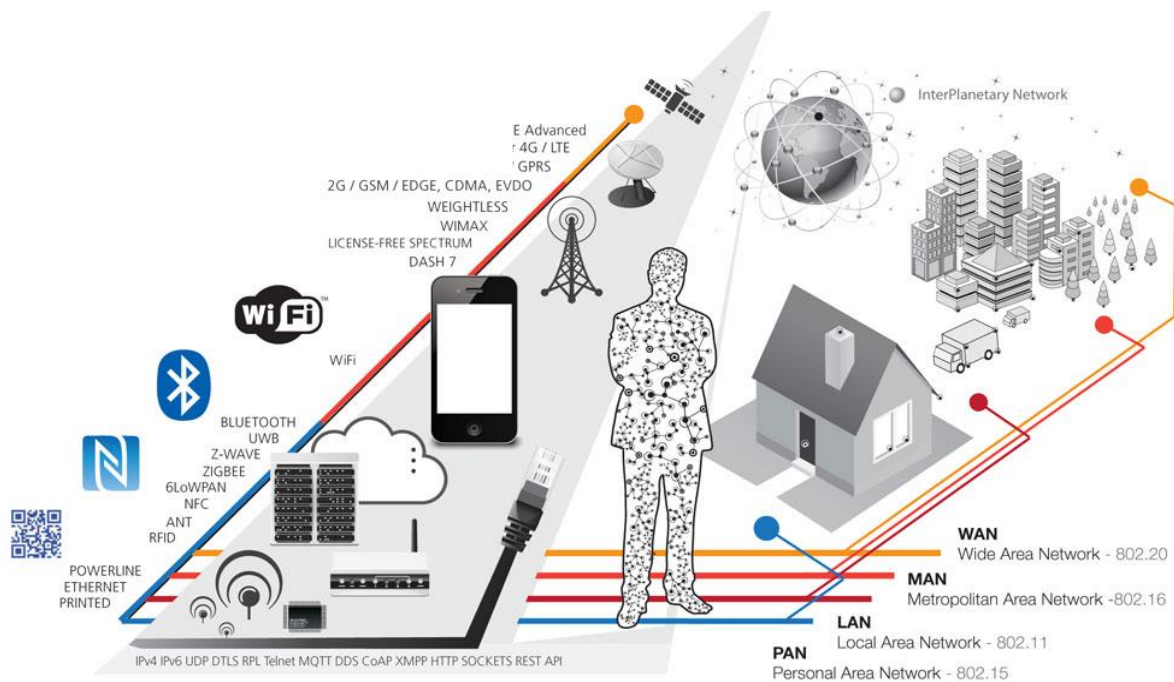 InterPlanetary Network
E Advanced
4G / LTE
GPRS
2G / GSM / EDGE, CDMA, EVDO
WEIGHTLESS
WIMAX
LICENSE-FREE SPECTRUM
DASH 7
WiFi
WiFi
BLUETOOTH
UWB
Z-WAVE
ZIGBEE
6LoWPAN
NFC
ANT
RFID
POWERLINE
ETHERNET
PRINTED
WAN
Wide Area Network - 802.20
MAN
Metropolitan Area Network -802.16
LAN
Local Area Network - 802.11
PAN
Personal Area Network - 802.15
IPv4 IPv6 UDP DTLS RPL Telnet MQTT DDS CoAP XMPP HTTP SOCKETS REST API